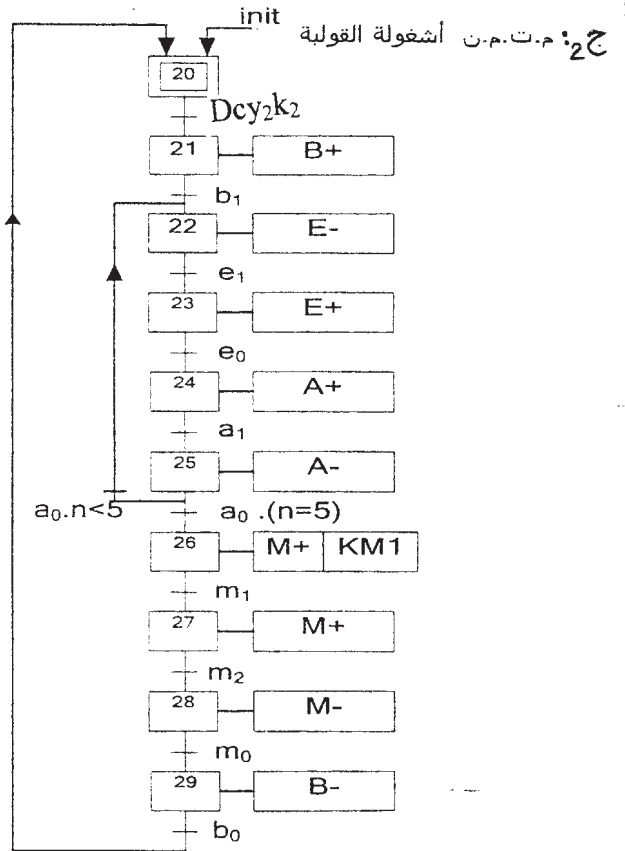 init
ج2: م.ت.م.ن أشغولة القولبة
20
Dcy₂k₂
21 B+
b₁
22 E-
e₁
23 E+
e₀
24 A+
a₁
25 A-
a₀.n<5 a₀ .(n=5)
26 M+ KM1
m₁
27 M+
m₂
28 M-
m₀
29 B-
b₀